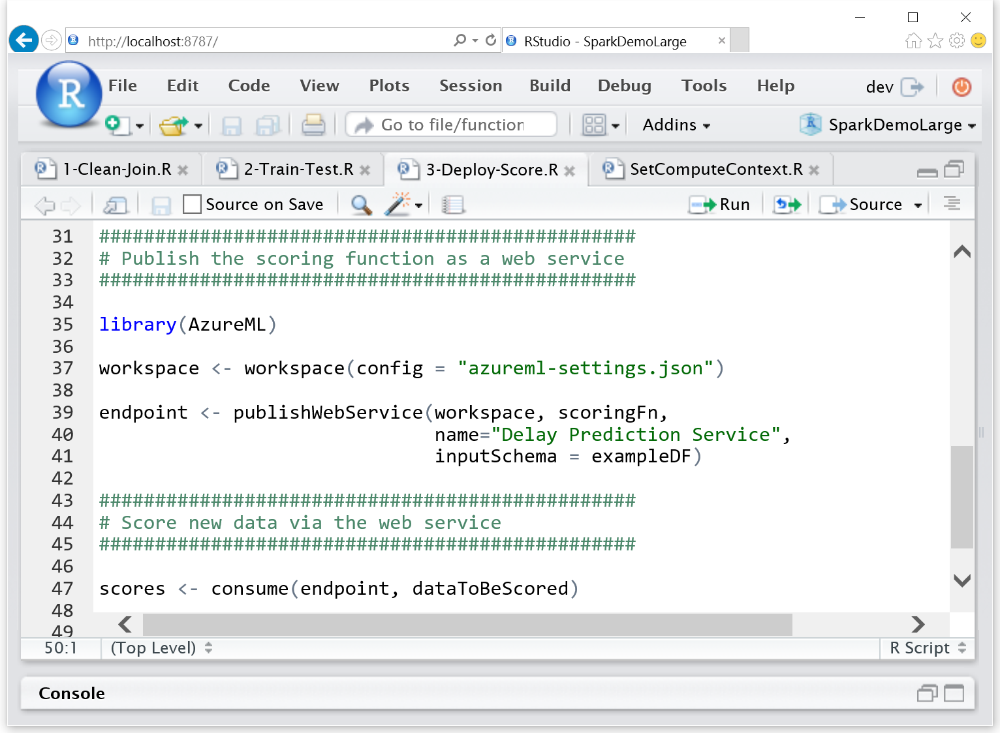 http://localhost:8787/
RStudio - SparkDemoLarge
R
File Edit Code View Plots Session Build Debug Tools Help dev
Go to file/function Addins SparkDemoLarge
1-Clean-Join.R 2-Train-Test.R 3-Deploy-Score.R SetComputeContext.R
Source on Save Run Source
31 ################################################
32 # Publish the scoring function as a web service
33 ################################################
34
35 library(AzureML)
36
37 workspace <- workspace(config = "azureml-settings.json")
38
39 endpoint <- publishWebService(workspace, scoringFn,
40 name="Delay Prediction Service",
41 inputSchema = exampleDF)
42
43 ################################################
44 # Score new data via the web service
45 ################################################
46
47 scores <- consume(endpoint, dataToBeScored)
48
49
50:1 (Top Level) R Script
Console